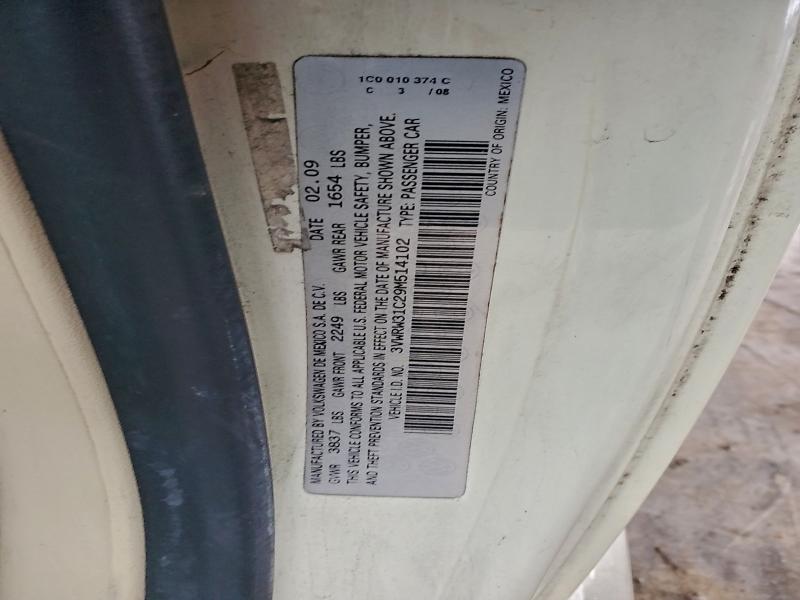 MANUFACTURED BY VOLKSWAGEN DE MEXICO S.A. DE C.V. DATE 02.09
GVWR 3837 LBS GAWR FRONT 2249 LBS GAWR REAR 1654 LBS
THIS VEHICLE CONFORMS TO ALL APPLICABLE U.S. FEDERAL MOTOR VEHICLE SAFETY, BUMPER,
AND THEFT PREVENTION STANDARDS IN EFFECT ON THE DATE OF MANUFACTURE SHOWN ABOVE.
VEHICLE I.D. NO. 3VWRW31C29M514102 TYPE: PASSENGER CAR
COUNTRY OF ORIGIN: MEXICO
1C0 010 374 C
C 3 /08